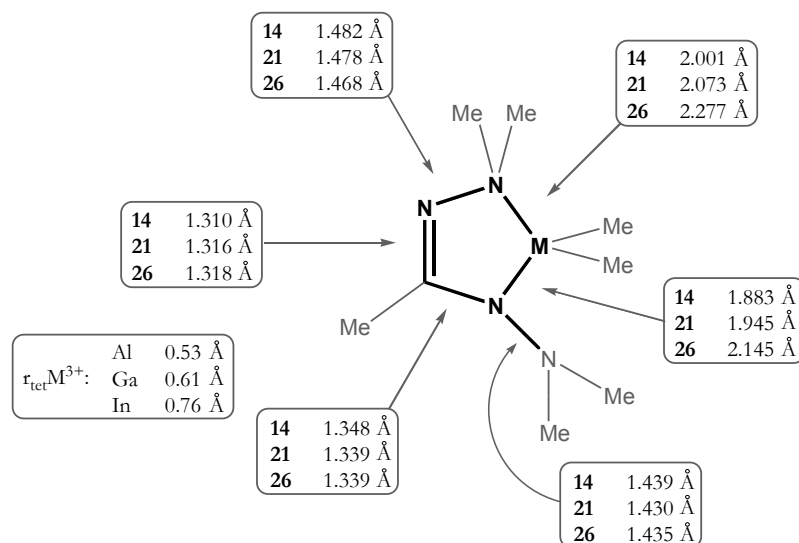 14 1.482 Å
21 1.478 Å
26 1.468 Å
14 2.001 Å
21 2.073 Å
26 2.277 Å
Me Me
N
N
14 1.310 Å
21 1.316 Å
26 1.318 Å
M
Me
Me
N
Me
14 1.883 Å
21 1.945 Å
26 2.145 Å
r_tet M³⁺:
Al 0.53 Å
Ga 0.61 Å
In 0.76 Å
N
Me
Me
14 1.348 Å
21 1.339 Å
26 1.339 Å
14 1.439 Å
21 1.430 Å
26 1.435 Å